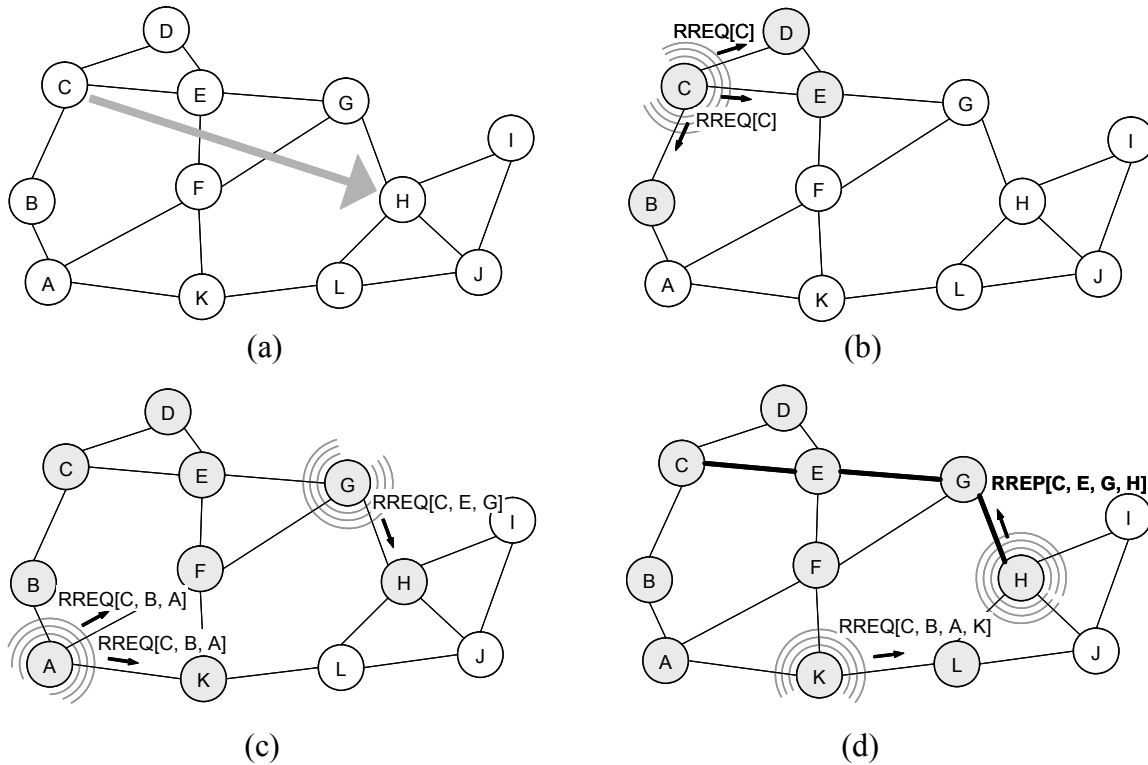 D
C
E
G
I
B
F
H
A
K
L
J
(a)
RREQ[C]
D
C
E
G
RREQ[C]
I
B
F
H
A
K
L
J
(b)
D
C
E
G
RREQ[C, E, G]
I
B
F
H
RREQ[C, B, A]
RREQ[C, B, A]
A
K
L
J
(c)
D
C
E
G
RREP[C, E, G, H]
I
B
F
H
RREQ[C, B, A, K]
A
K
L
J
(d)